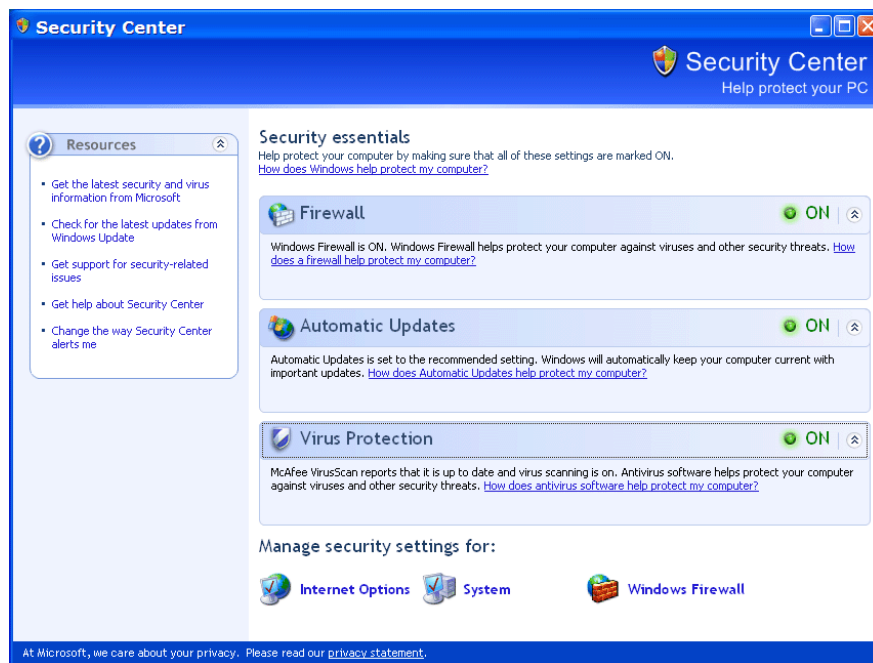 Security Center
Security Center
Help protect your PC
Resources
Get the latest security and virus
information from Microsoft
Check for the latest updates from
Windows Update
Get support for security-related
issues
Get help about Security Center
Change the way Security Center
alerts me
Security essentials
Help protect your computer by making sure that all of these settings are marked ON.
How does Windows help protect my computer?
Firewall ON
Windows Firewall is ON. Windows Firewall helps protect your computer against viruses and other security threats. How
does a firewall help protect my computer?
Automatic Updates ON
Automatic Updates is set to the recommended setting. Windows will automatically keep your computer current with
important updates. How does Automatic Updates help protect my computer?
Virus Protection ON
McAfee VirusScan reports that it is up to date and virus scanning is on. Antivirus software helps protect your computer
against viruses and other security threats. How does antivirus software help protect my computer?
Manage security settings for:
Internet Options System Windows Firewall
At Microsoft, we care about your privacy. Please read our privacy statement.